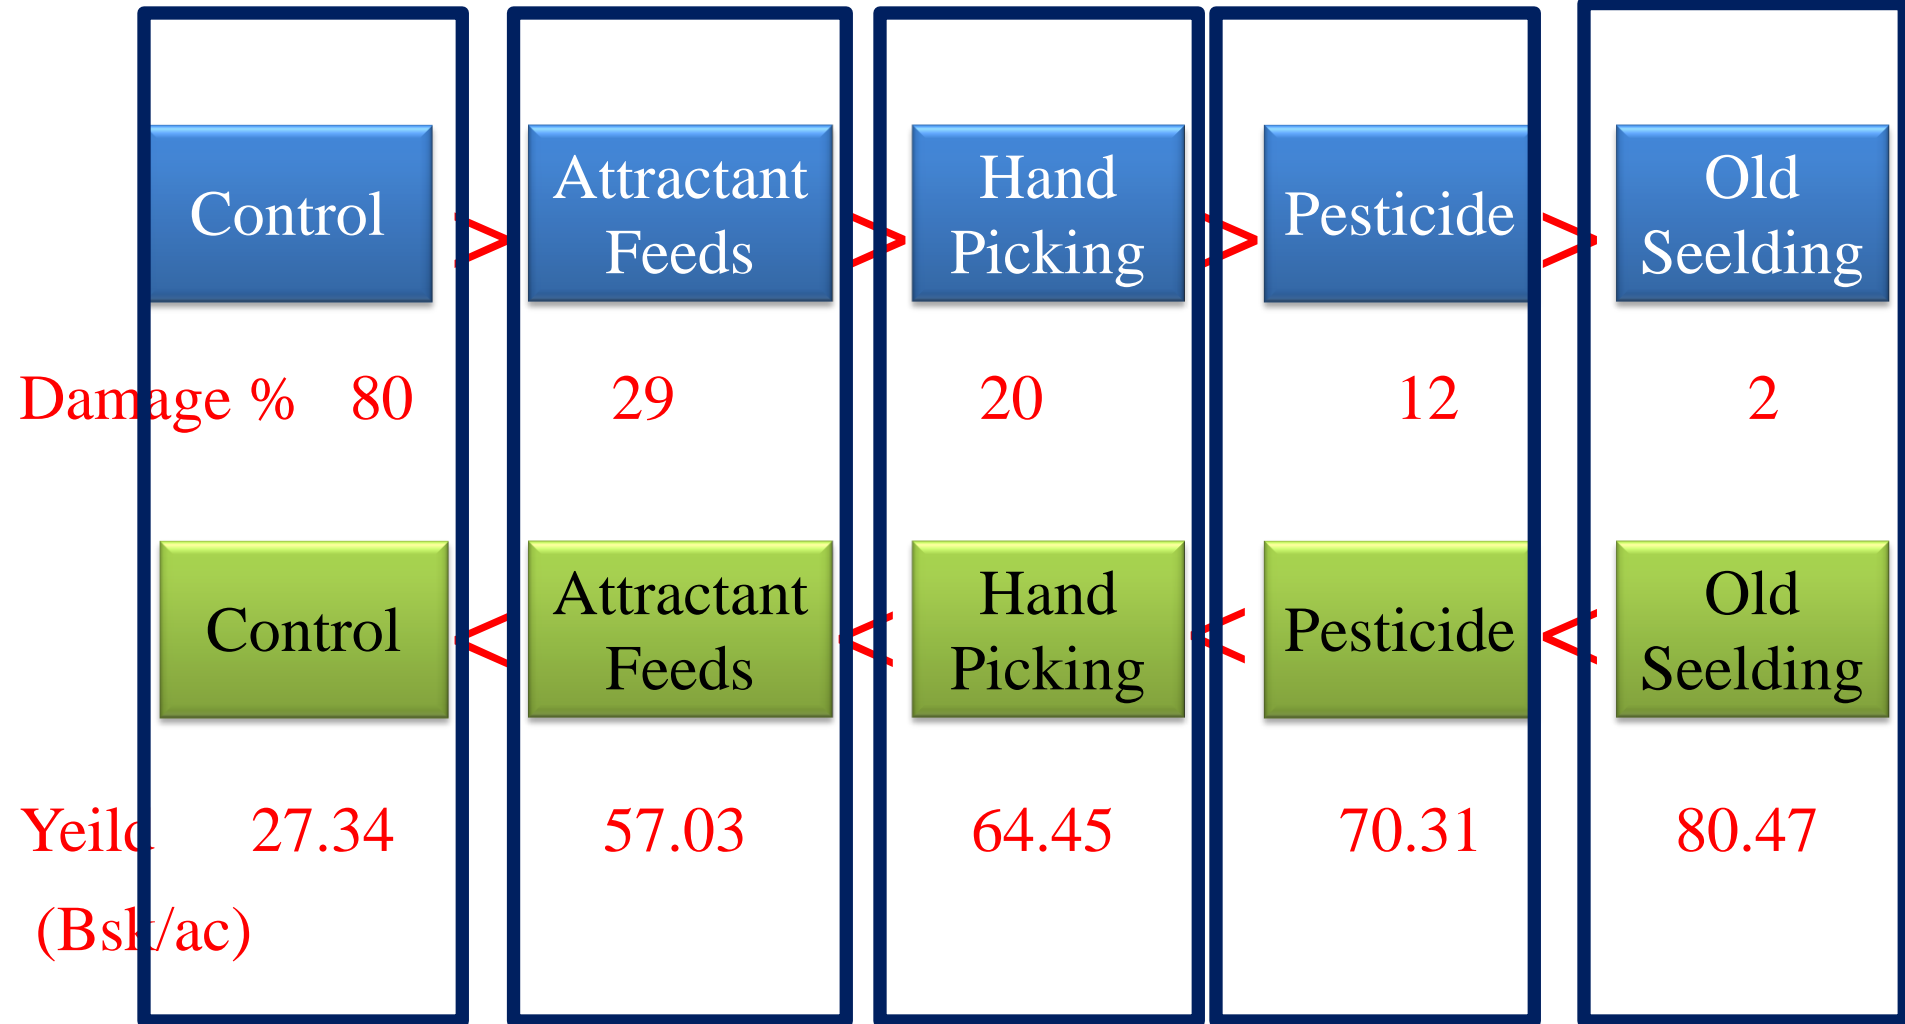 Control > Attractant Feeds > Hand Picking > Pesticide > Old Seelding
Damage % 80 29 20 12 2
Control < Attractant Feeds < Hand Picking < Pesticide < Old Seelding
Yeild 27.34 57.03 64.45 70.31 80.47
(Bsk/ac)